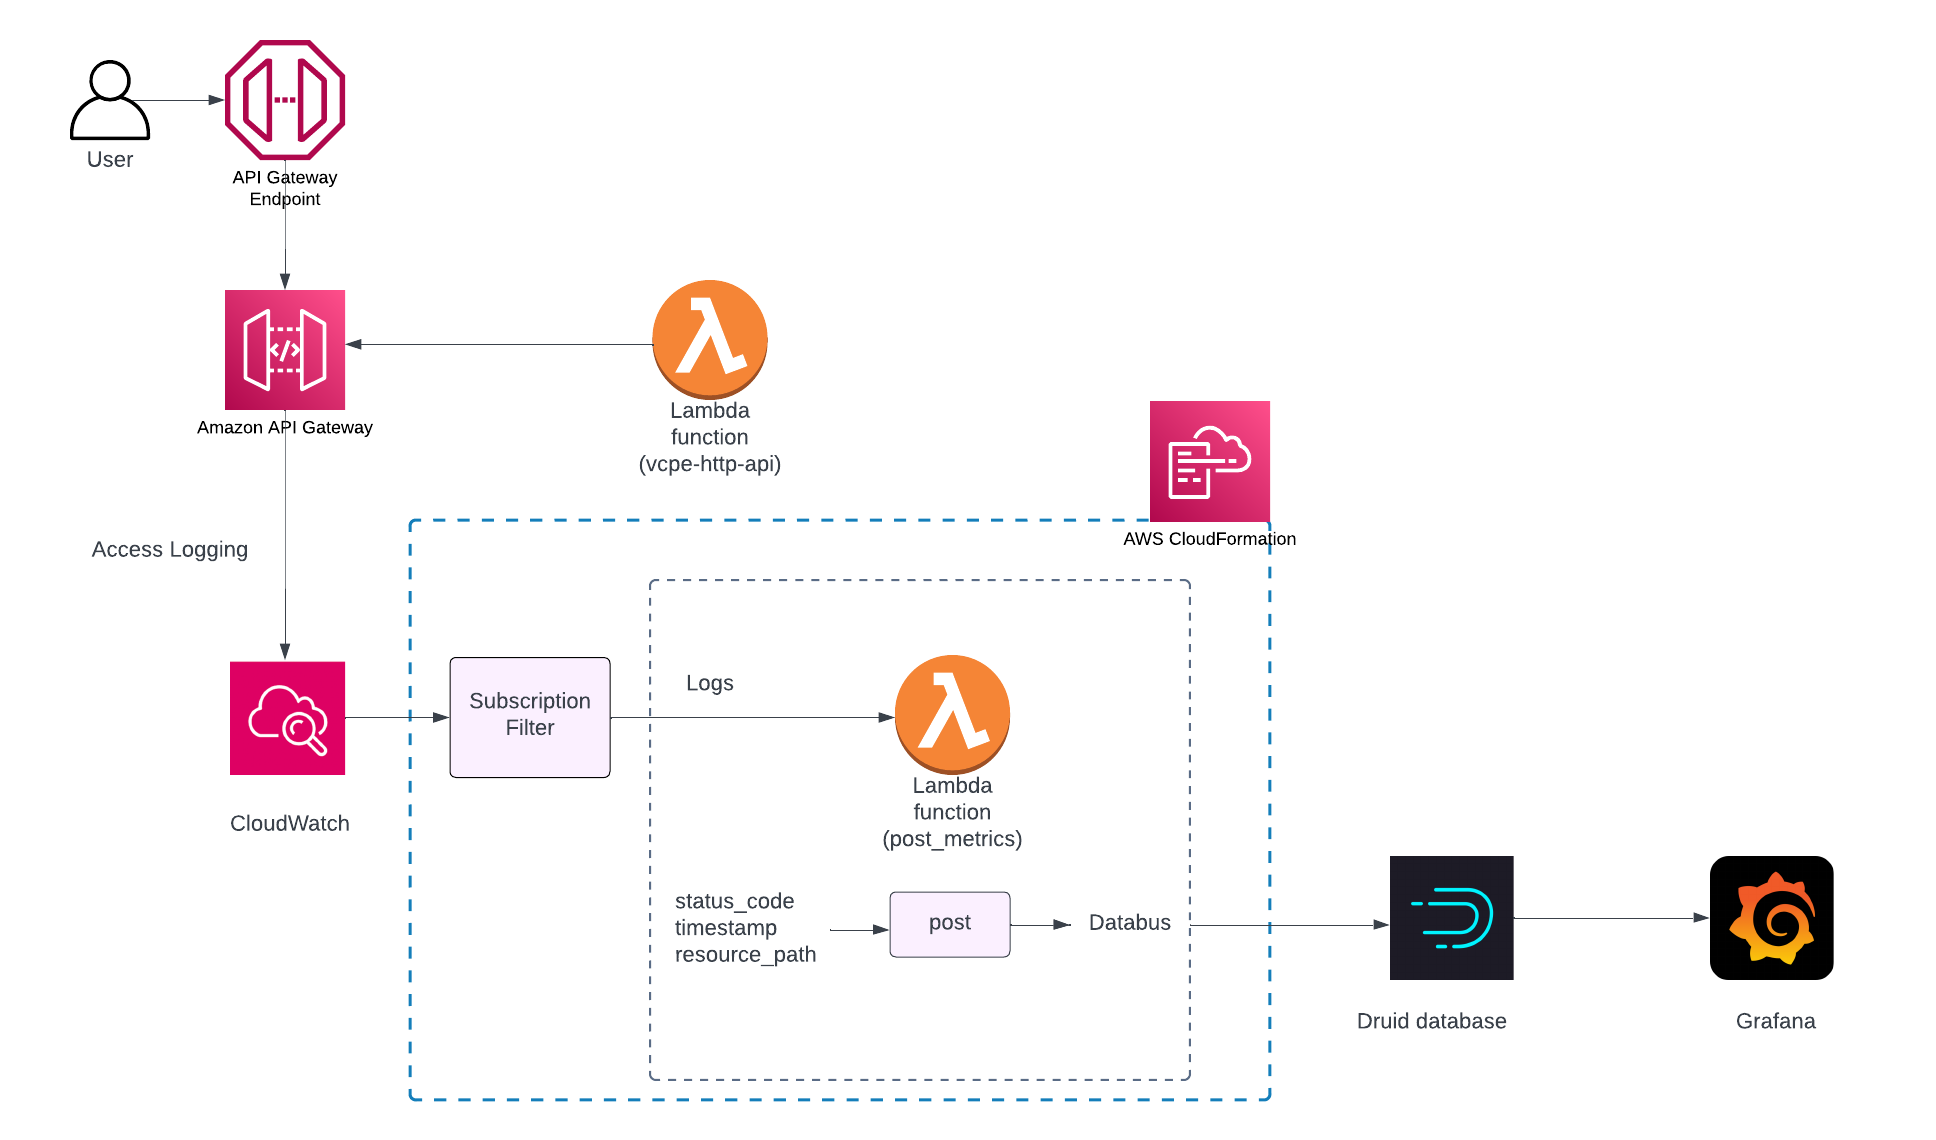 User
API Gateway
Endpoint
Amazon API Gateway
Lambda
function
(vcpe-http-api)
AWS CloudFormation
Access Logging
Subscription
Filter
Logs
CloudWatch
Lambda
function
(post_metrics)
status_code
timestamp
resource_path
post
Databus
Druid database
Grafana